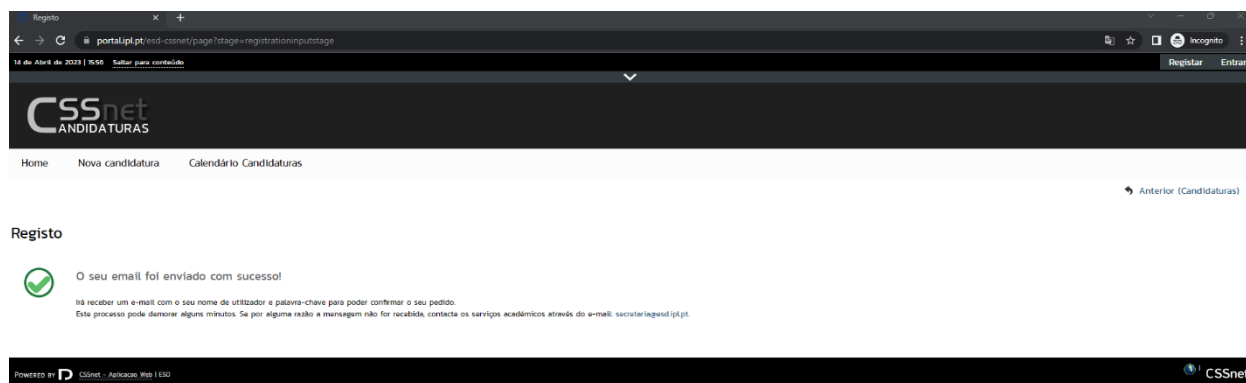 Registo
portal.ipl.pt/esd-cssnet/page?stage=registrationinputstage
Incognito
14 de Abril de 2023 | 15:56 Saltar para conteúdo
Registar Entrar
CSSnet
CANDIDATURAS
Home Nova candidatura Calendário Candidaturas
Anterior (Candidaturas)
Registo
O seu email foi enviado com sucesso!
Irá receber um e-mail com o seu nome de utilizador e palavra-chave para poder confirmar o seu pedido.
Este processo pode demorar alguns minutos. Se por alguma razão a mensagem não for recebida, contacte os serviços académicos através do e-mail: secretaria@esd.ipl.pt.
POWERED BY CSSnet - Aplicacao Web | ESD
CSSnet